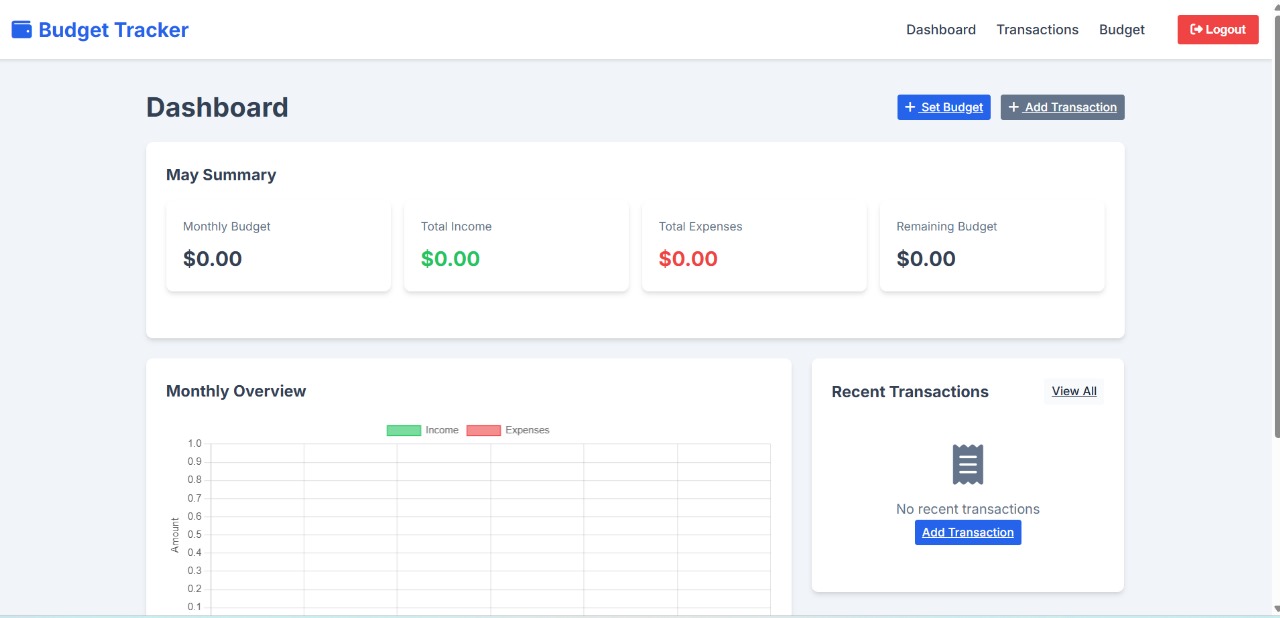 Budget Tracker
Dashboard Transactions Budget Logout
Dashboard
+ Set Budget + Add Transaction
May Summary
Monthly Budget Total Income Total Expenses Remaining Budget
$0.00 $0.00 $0.00 $0.00
Monthly Overview
Income Expenses
1.0
0.9
0.8
0.7
0.6
0.5
0.4
0.3
0.2
0.1
Amount
Recent Transactions View All
No recent transactions
Add Transaction